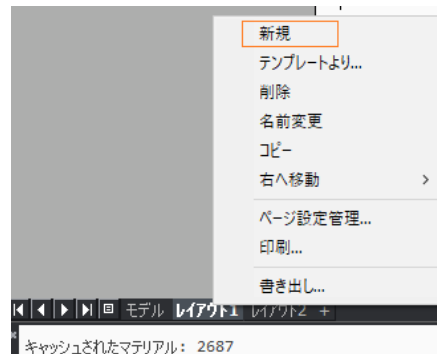 新規
テンプレートより...
削除
名前変更
コピー
右へ移動
ページ設定管理...
印刷...
書き出し...
モデル レイアウト1 レイアウト2 +
キャッシュされたマテリアル: 2687